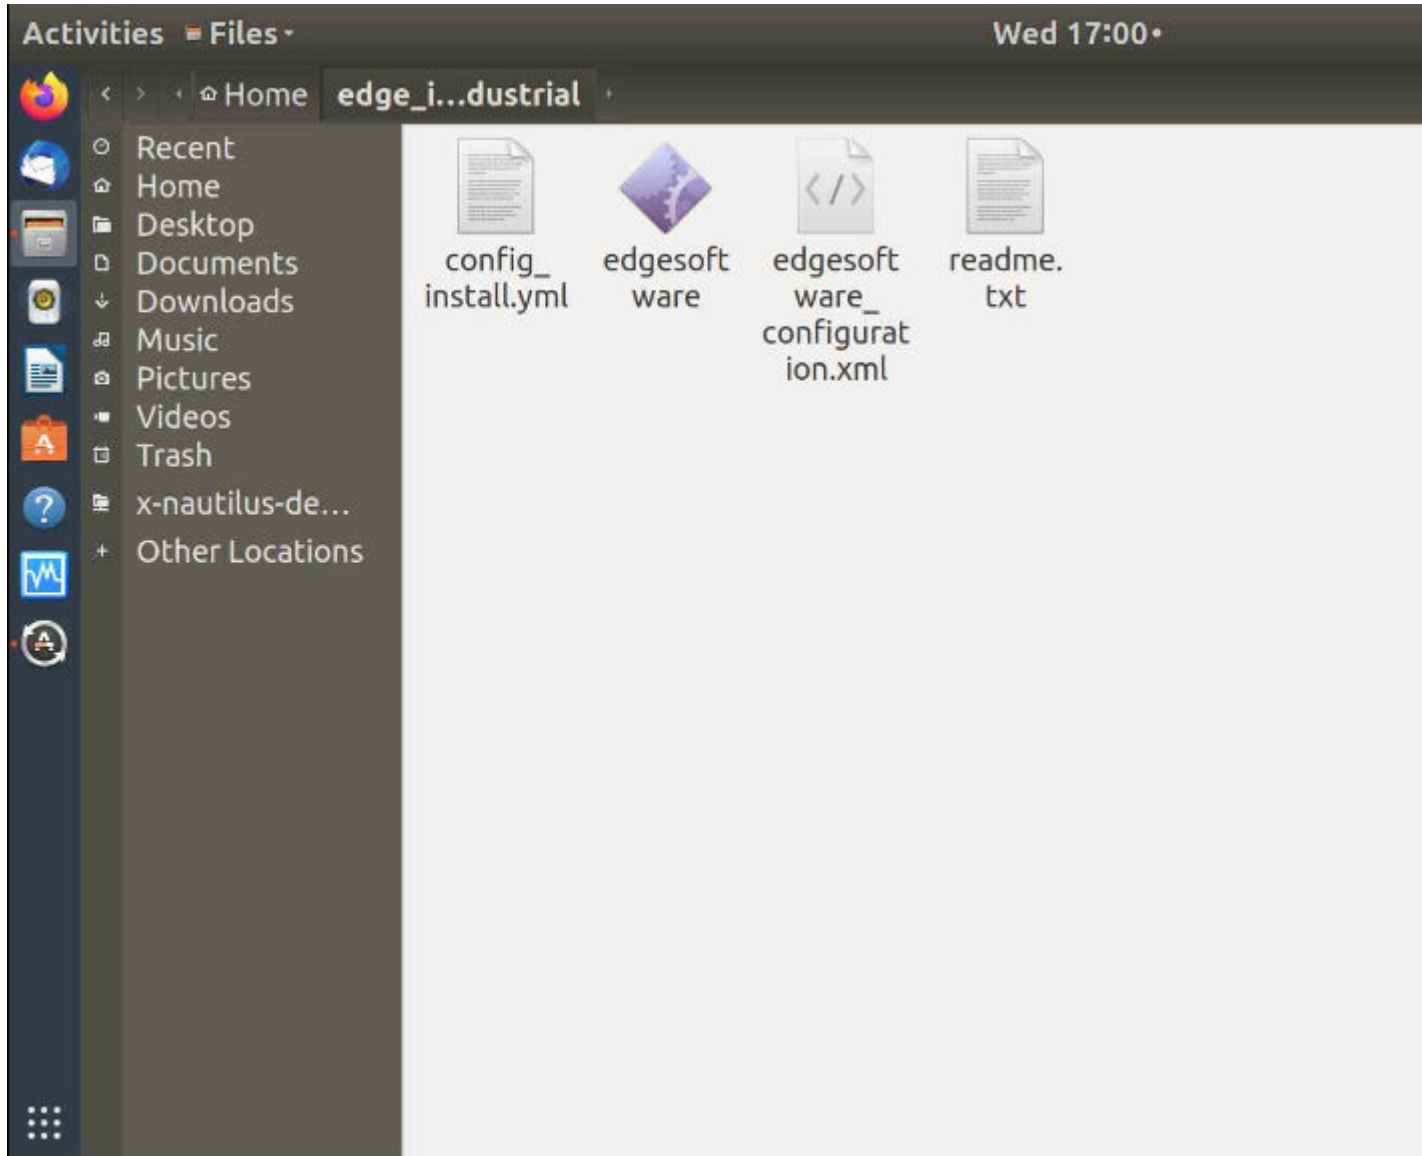 Activities Files Wed 17:00
Home edge_i...dustrial
Recent
Home
Desktop
Documents
Downloads
Music
Pictures
Videos
Trash
x-nautilus-de...
Other Locations
config_
install.yml
edgesoft
ware
edgesoft
ware_
configurat
ion.xml
readme.
txt